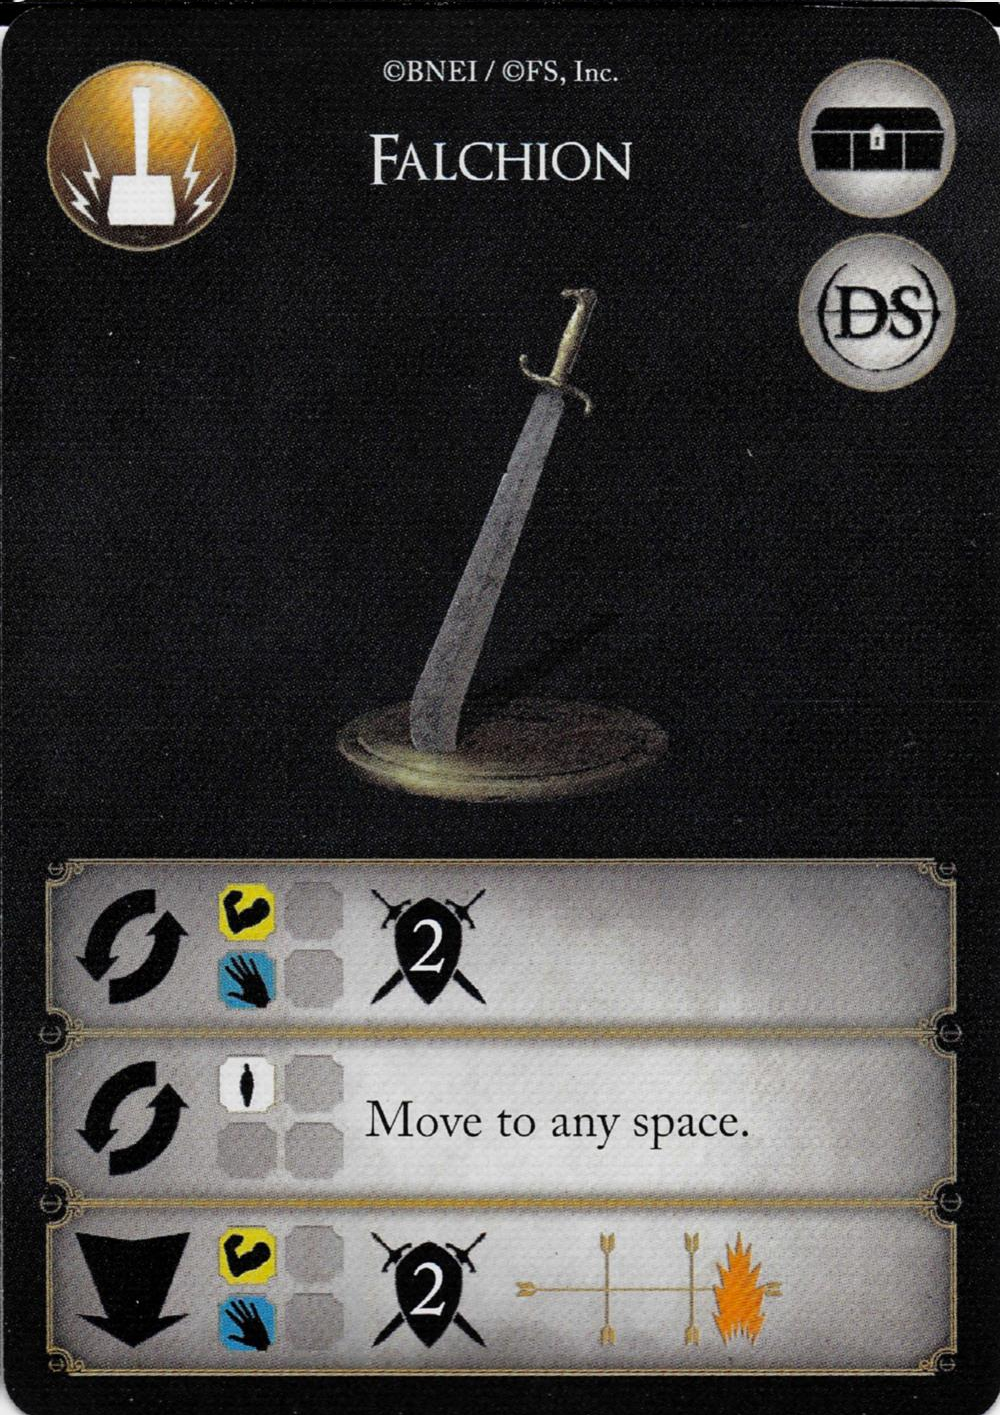 ©BNEI / ©FS, Inc.
FALCHION
DS
2
Move to any space.
2